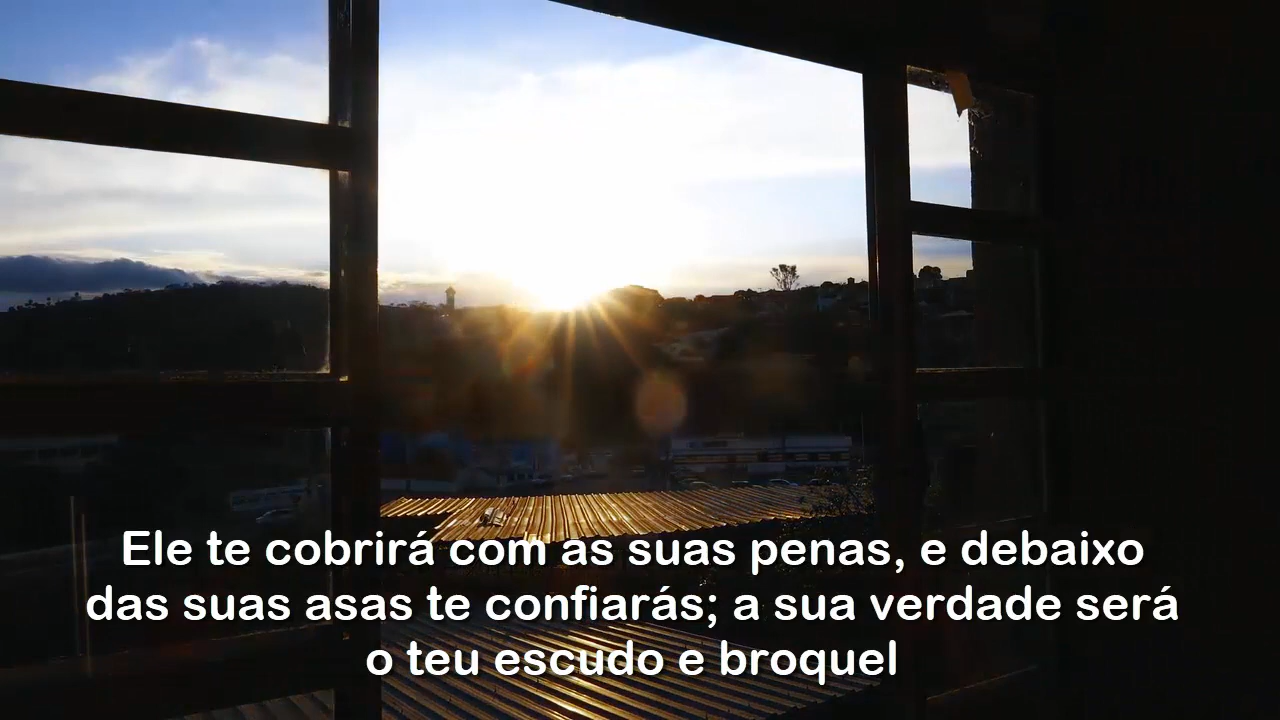 Ele te cobrirá com as suas penas, e debaixo
das suas asas te confiarás; a sua verdade será
o teu escudo e broquel